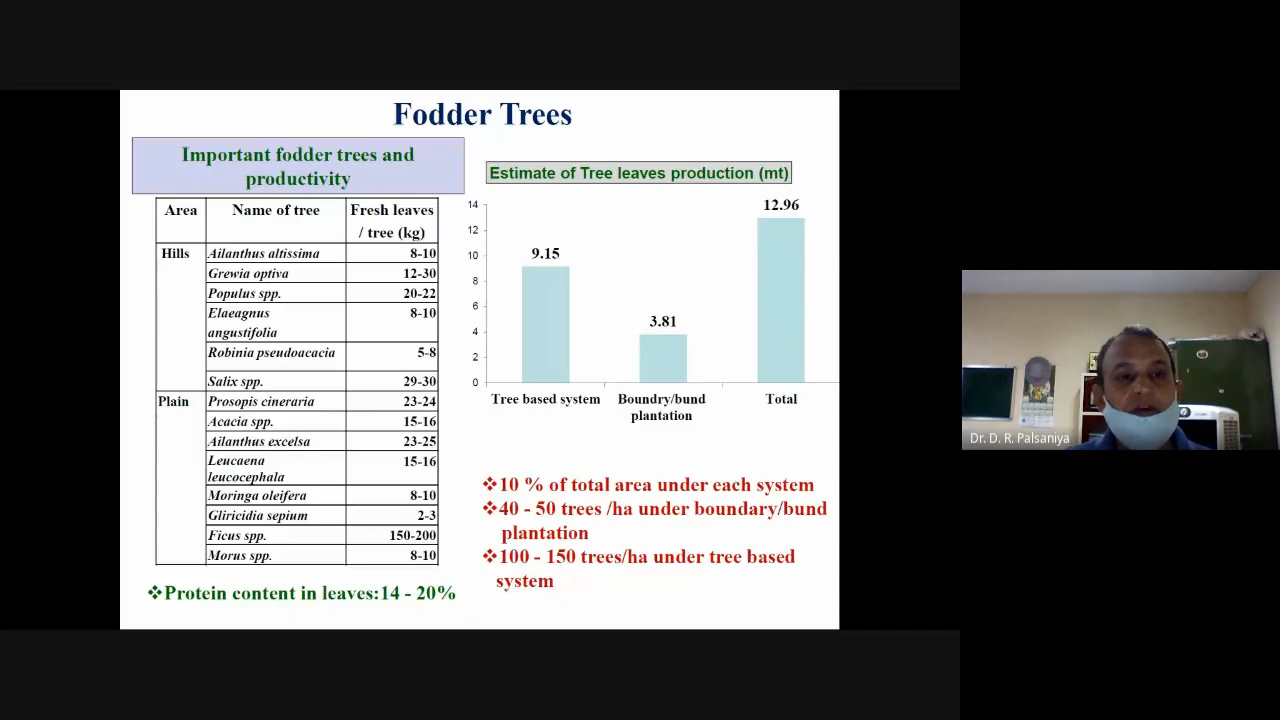 Fodder Trees
Important fodder trees and
productivity
Area Name of tree Fresh leaves
/ tree (kg)
Hills Ailanthus altissima 8-10
Grewia optiva 12-30
Populus spp. 20-22
Elaeagnus 8-10
angustifolia
Robinia pseudoacacia 5-8
Salix spp. 29-30
Plain Prosopis cineraria 23-24
Acacia spp. 15-16
Ailanthus excelsa 23-25
Leucaena 15-16
leucocephala
Moringa oleifera 8-10
Gliricidia sepium 2-3
Ficus spp. 150-200
Morus spp. 8-10
❖Protein content in leaves:14 - 20%
Estimate of Tree leaves production (mt)
14
12
10
8
6
4
2
0
9.15
3.81
12.96
Tree based system Boundry/bund Total
plantation
❖10 % of total area under each system
❖40 - 50 trees /ha under boundary/bund
plantation
❖100 - 150 trees/ha under tree based
system
Dr. D. R. Palsaniya